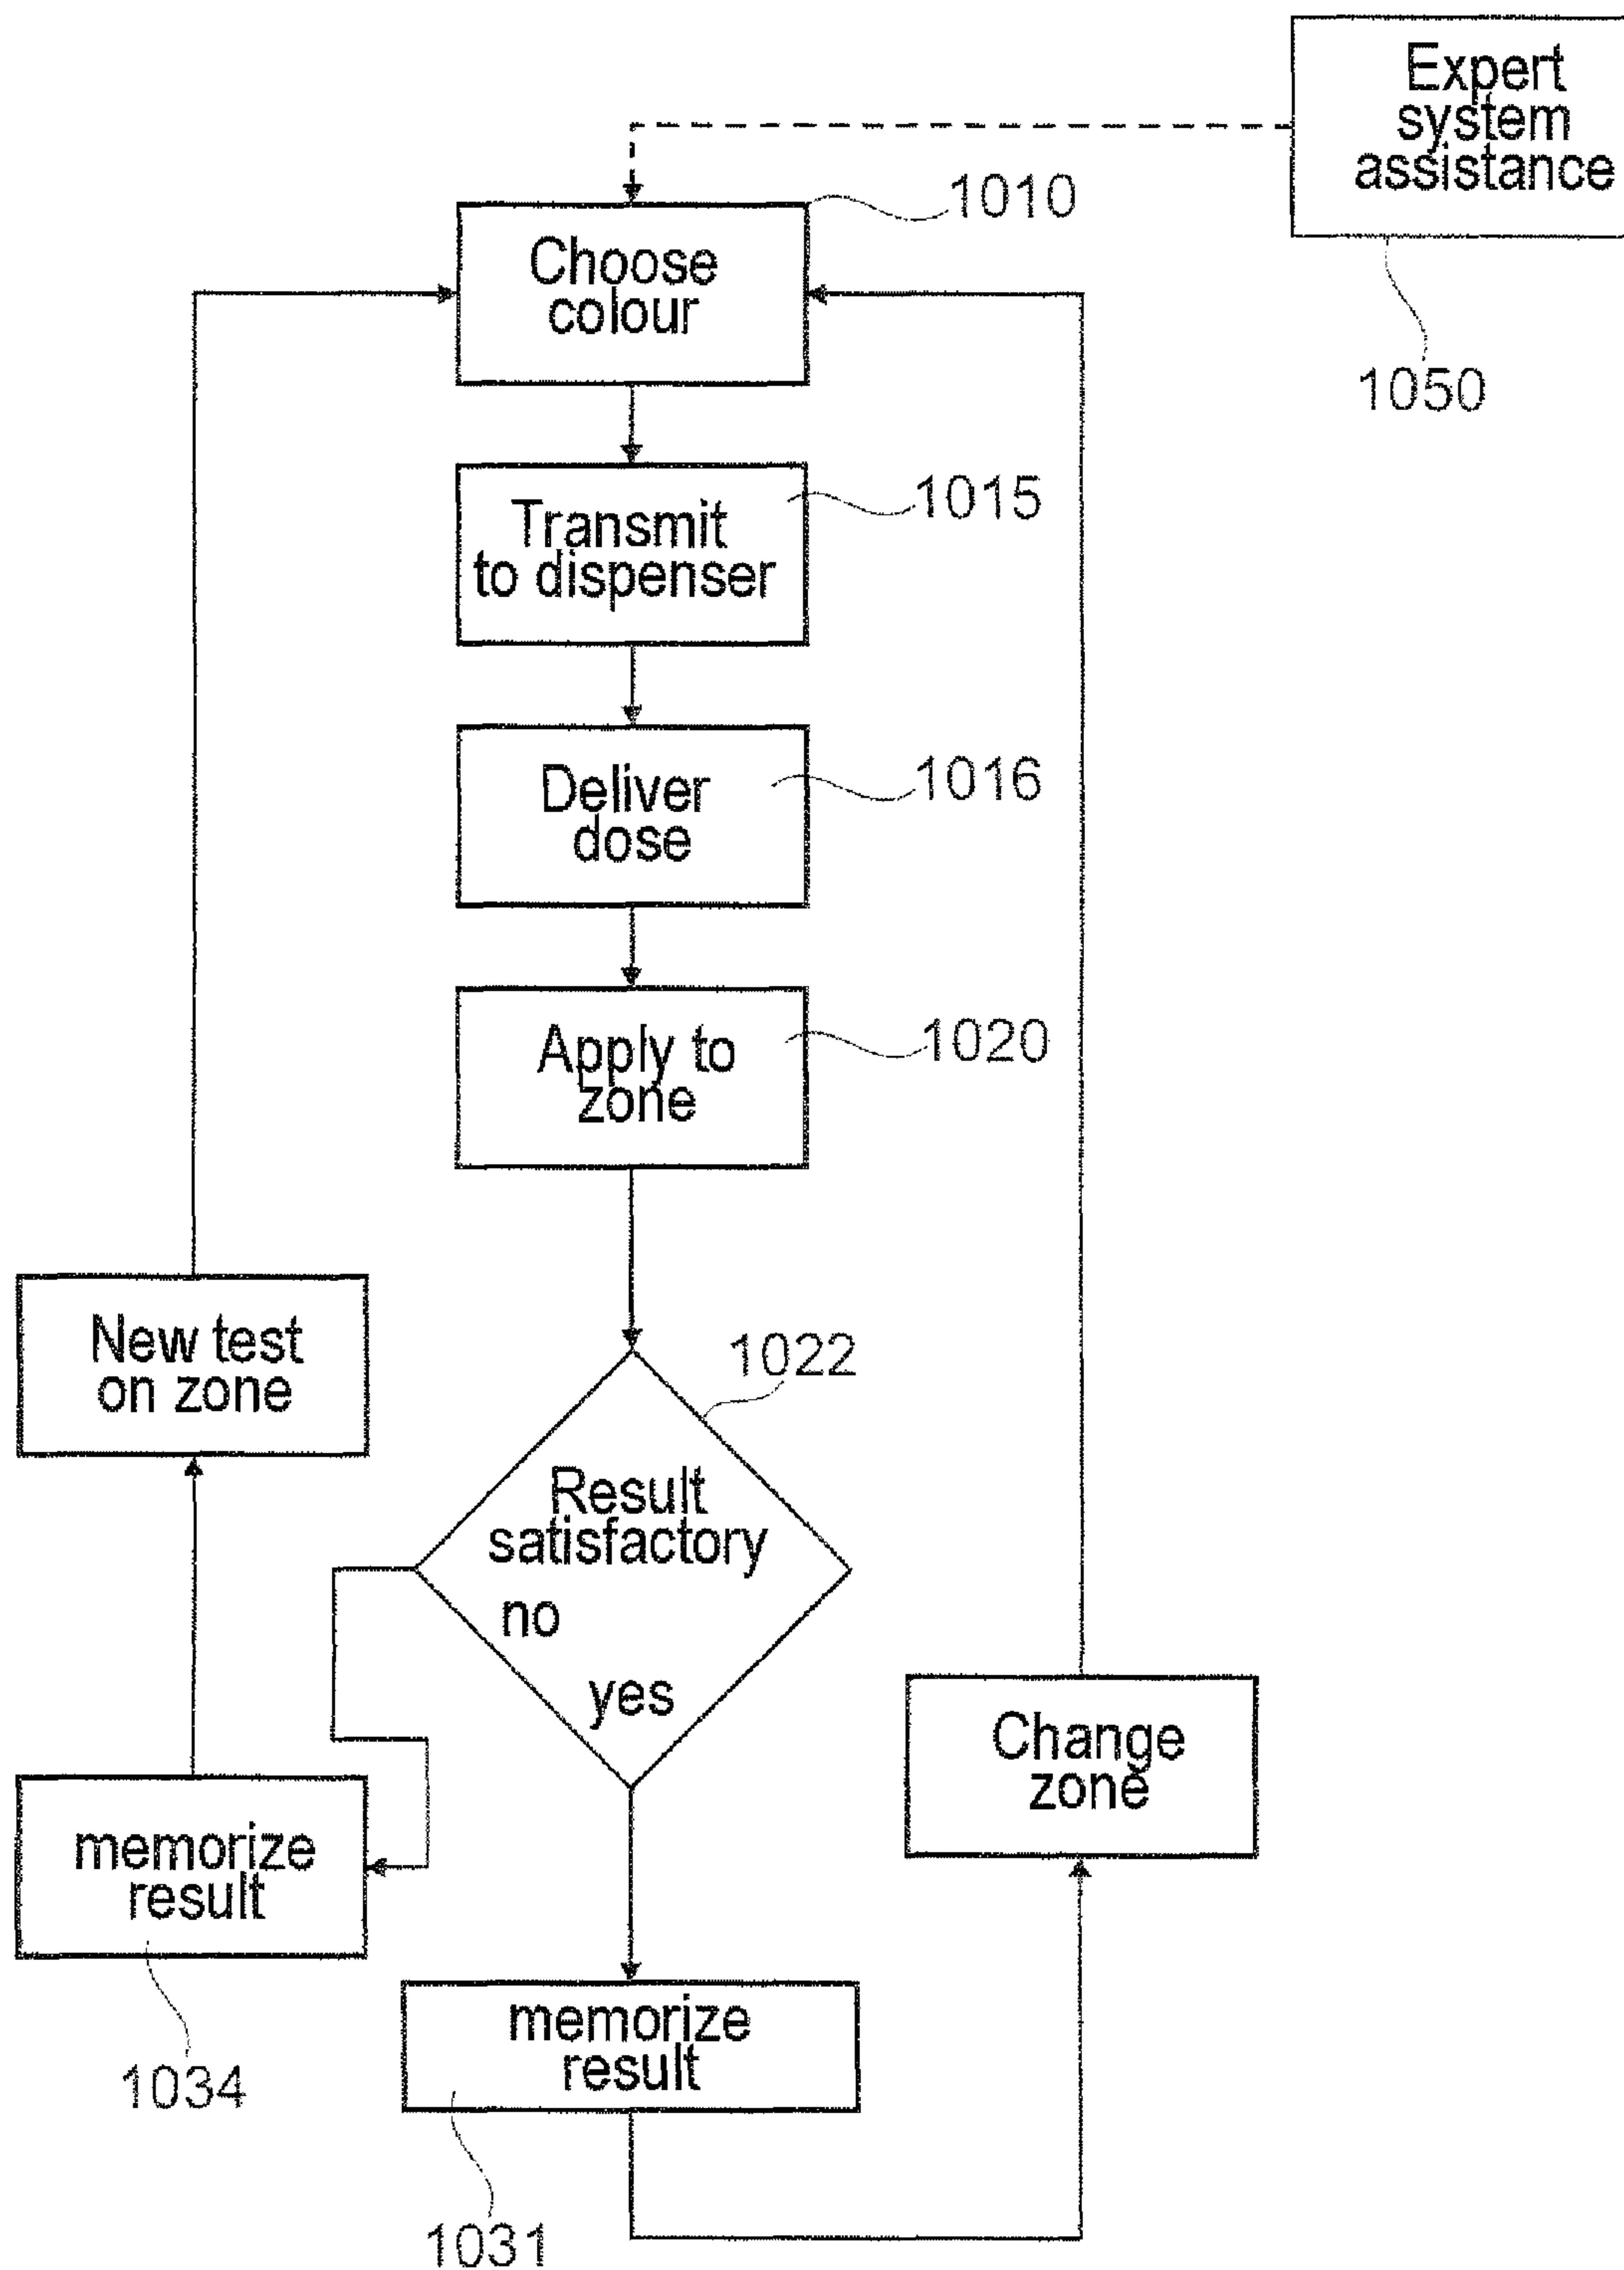 Expert
system
assistance
1050
1010
Choose
colour
Transmit
to dispenser
1015
Deliver
dose
1016
Apply to
zone
1020
New test
on zone
1022
Result
satisfactory
no
yes
Change
zone
memorize
result
1034
memorize
result
1031